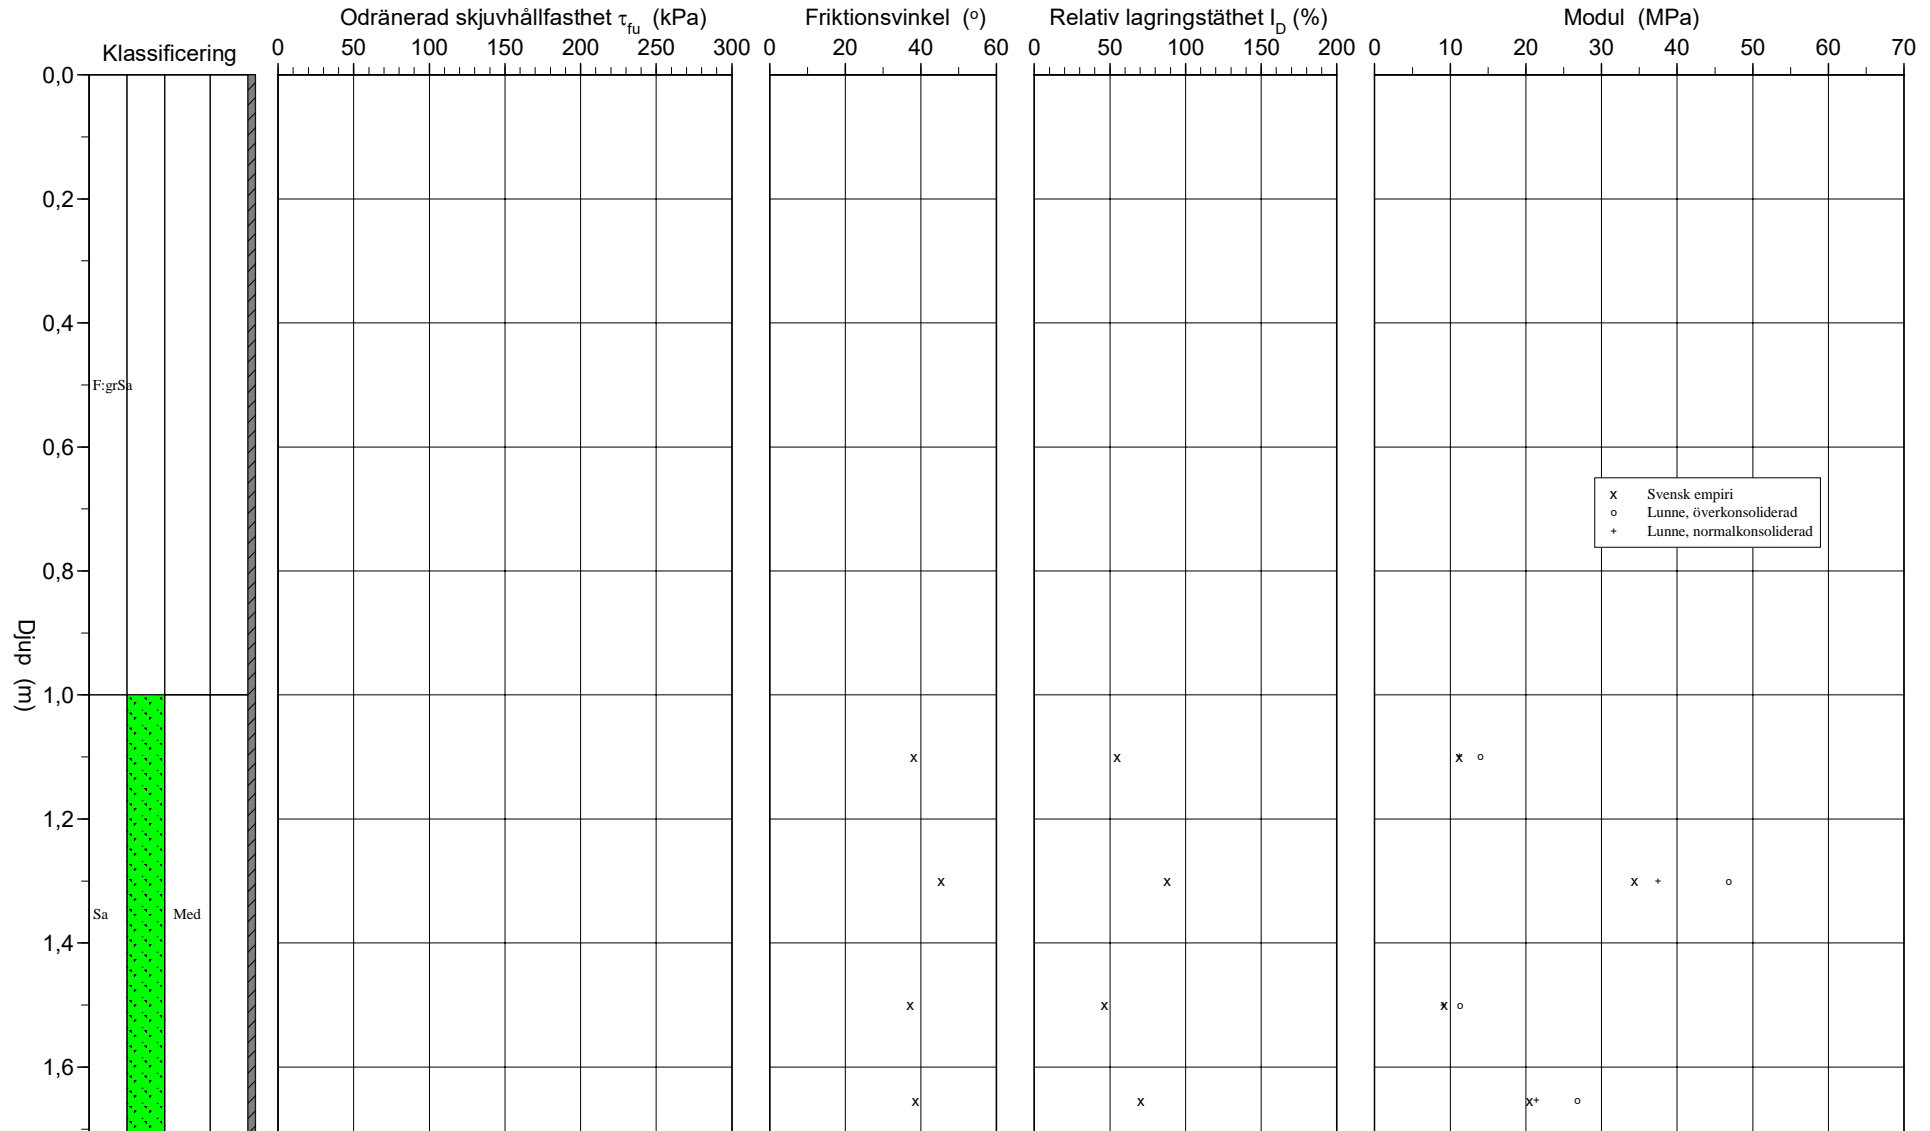 Odränerad skjuvhållfasthet τfu (kPa)
Friktionsvinkel (o)
Relativ lagringstäthet ID (%)
Modul (MPa)
Klassificering
0 50 100 150 200 250 300
0 20 40 60
0 50 100 150 200
0 10 20 30 40 50 60 70
Djup (m)
0,0
0,2
0,4
F:grSa
0,6
x Svensk empiri
o Lunne, överkonsoliderad
+ Lunne, normalkonsoliderad
0,8
1,0
1,2
Sa Med
1,4
1,6